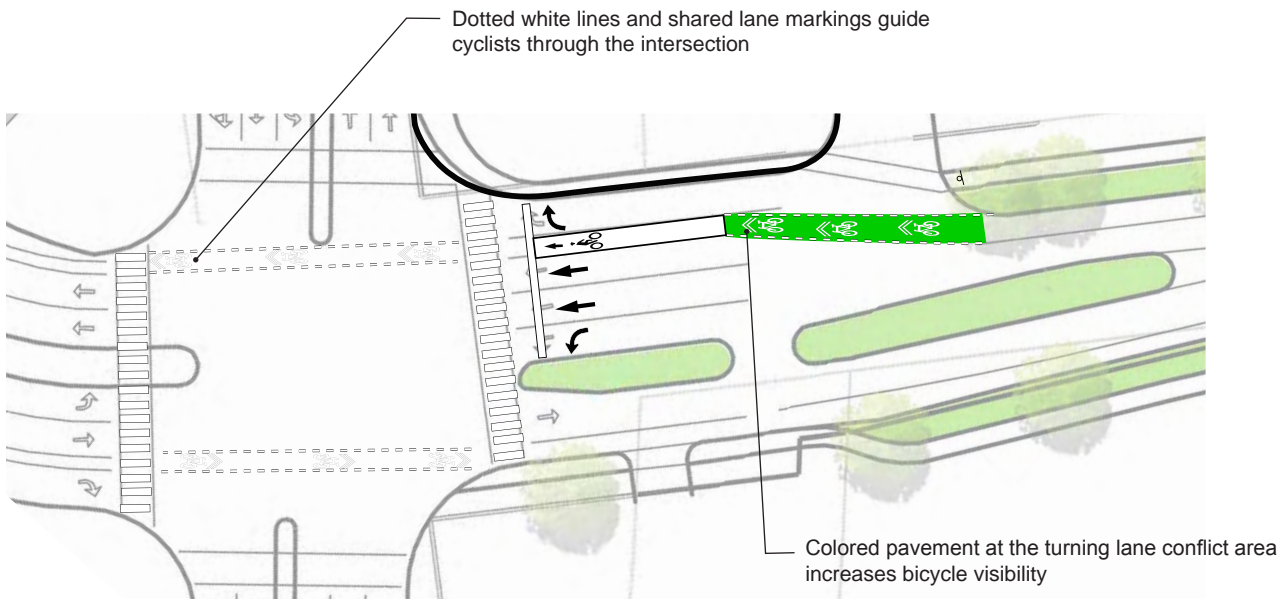 Dotted white lines and shared lane markings guide
cyclists through the intersection
Colored pavement at the turning lane conflict area
increases bicycle visibility